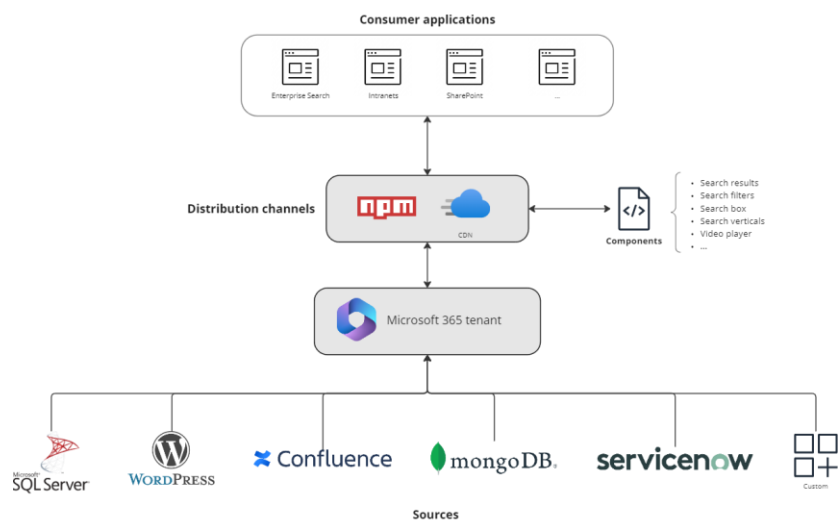 Consumer applications
Enterprise Search
Intranets
SharePoint
...
Distribution channels
npm
CDN
Components
Search results
Search filters
Search box
Search verticals
Video player
...
Microsoft 365 tenant
Microsoft
SQL Server
WORDPRESS
Confluence
mongoDB.
servicenow
Custom
Sources